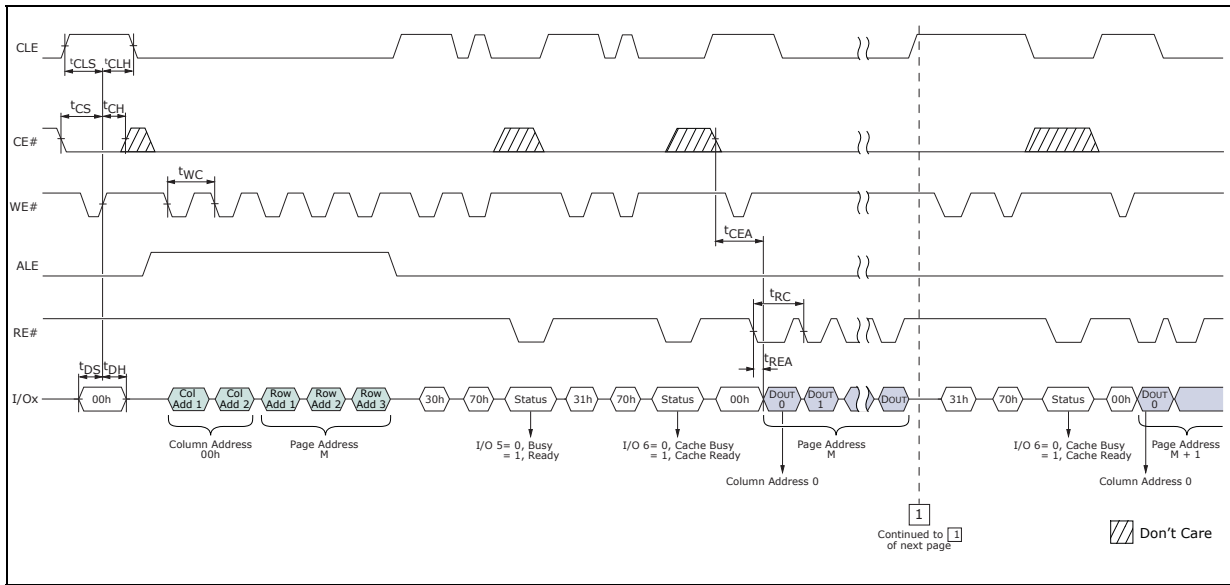 CLE
tCLS
tCLH
tCS
tCH
CE#
tWC
WE#
tCEA
ALE
tRC
RE#
tREA
tDS
tDH
I/Ox
00h
Col Add 1
Col Add 2
Row Add 1
Row Add 2
Row Add 3
30h
70h
Status
31h
70h
Status
00h
DOUT 0
DOUT 1
DOUT
31h
70h
Status
00h
DOUT 0
Column Address
00h
Page Address
M
I/O 5= 0, Busy
= 1, Ready
I/O 6= 0, Cache Busy
= 1, Cache Ready
Page Address
M
Column Address 0
I/O 6= 0, Cache Busy
= 1, Cache Ready
Page Address
M + 1
Column Address 0
1
Continued to 1
of next page
Don't Care